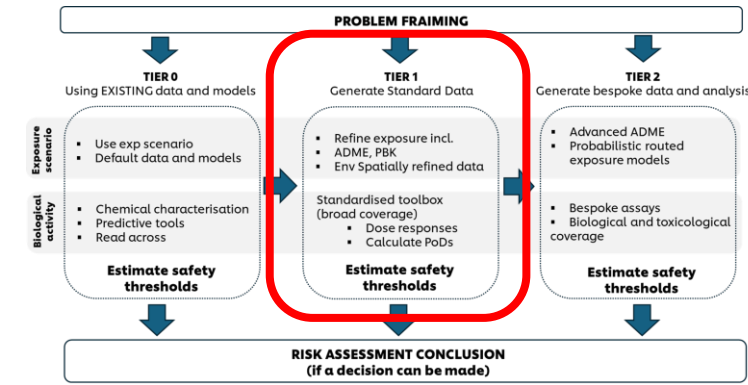 PROBLEM FRAIMING
TIER 0
Using EXISTING data and models
TIER 1
Generate Standard Data
TIER 2
Generate bespoke data and analysis
Exposure
scenario
▪ Use exp scenario
▪ Default data and models
▪ Refine exposure incl.
▪ ADME, PBK
▪ Env Spatially refined data
▪ Advanced ADME
▪ Probabilistic routed
exposure models
Biological
activity
▪ Chemical characterisation
▪ Predictive tools
▪ Read across
Standardised toolbox
(broad coverage)
▪ Dose responses
▪ Calculate PoDs
▪ Bespoke assays
▪ Biological and toxicological
coverage
Estimate safety
thresholds
Estimate safety
thresholds
Estimate safety
thresholds
RISK ASSESSMENT CONCLUSION
(if a decision can be made)